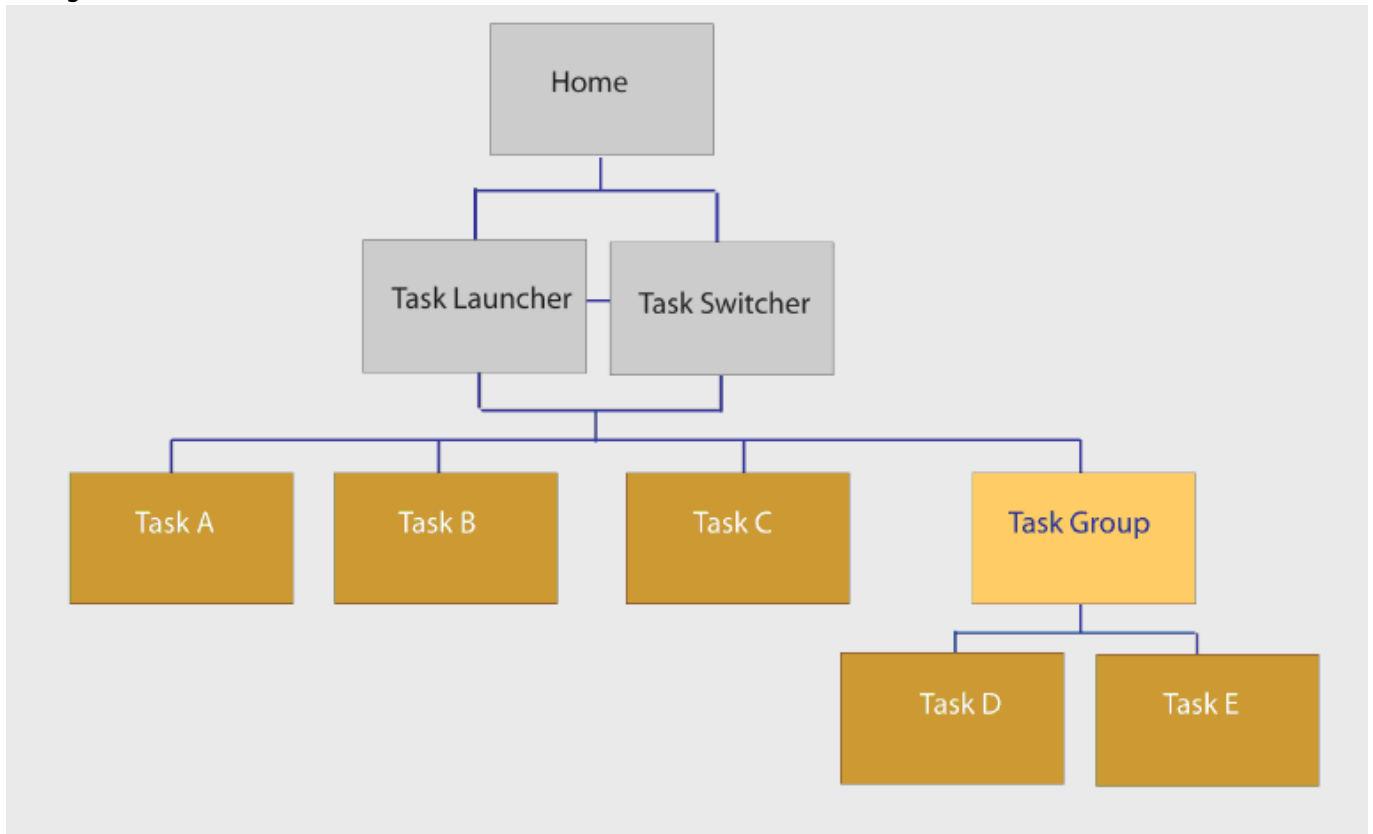 Home
Task Launcher
Task Switcher
Task A
Task B
Task C
Task Group
Task D
Task E